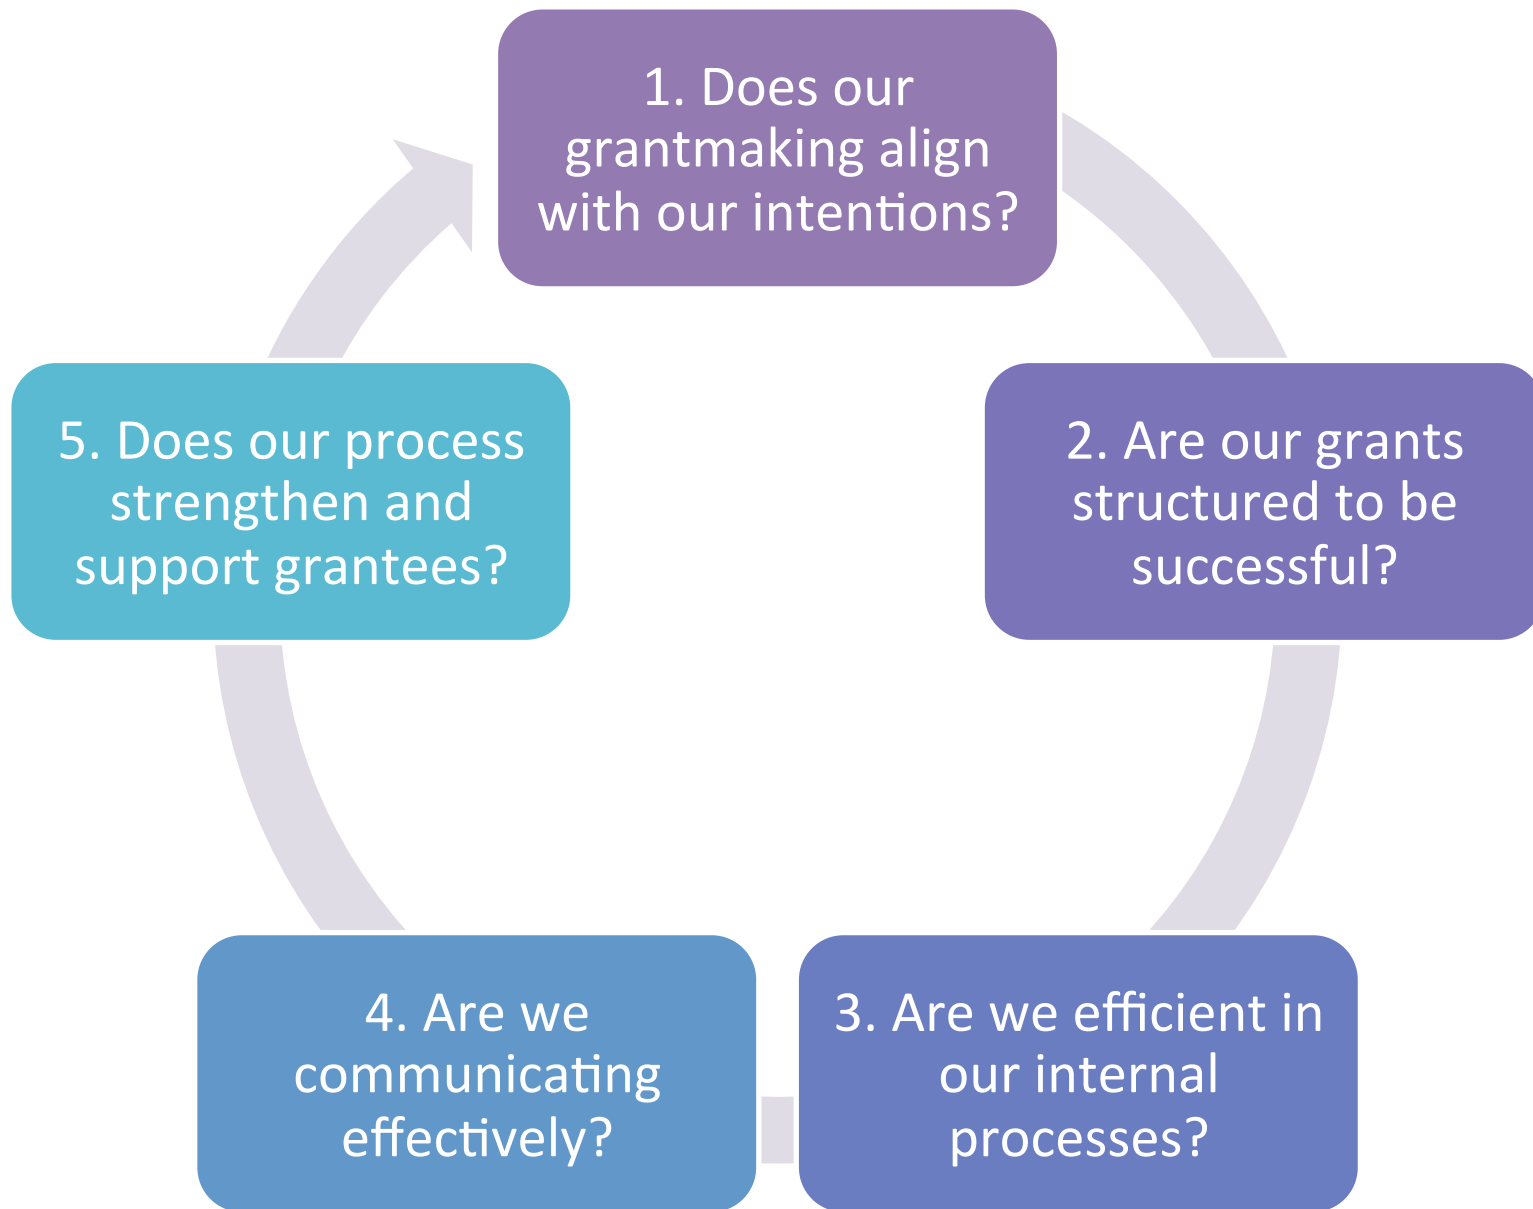 1. Does our
grantmaking align
with our intentions?
2. Are our grants
structured to be
successful?
3. Are we efficient in
our internal
processes?
4. Are we
communicating
effectively?
5. Does our process
strengthen and
support grantees?